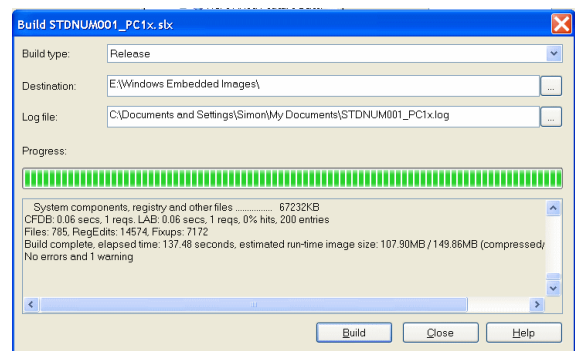 Build STDNUM001_PC1x.slx
Build type: Release
Destination: E:\Windows Embedded Images\ ...
Log file: C:\Documents and Settings\Simon\My Documents\STDNUM001_PC1x.log ...
Progress:
System components, registry and other files ................ 67232KB
CFDB: 0.06 secs, 1 reqs. LAB: 0.06 secs, 1 reqs, 0% hits, 200 entries
Files: 785, RegEdits: 14574, Fixups: 7172
Build complete, elapsed time: 137.48 seconds, estimated run-time image size: 107.90MB / 149.86MB (compressed/
No errors and 1 warning
Build Close Help